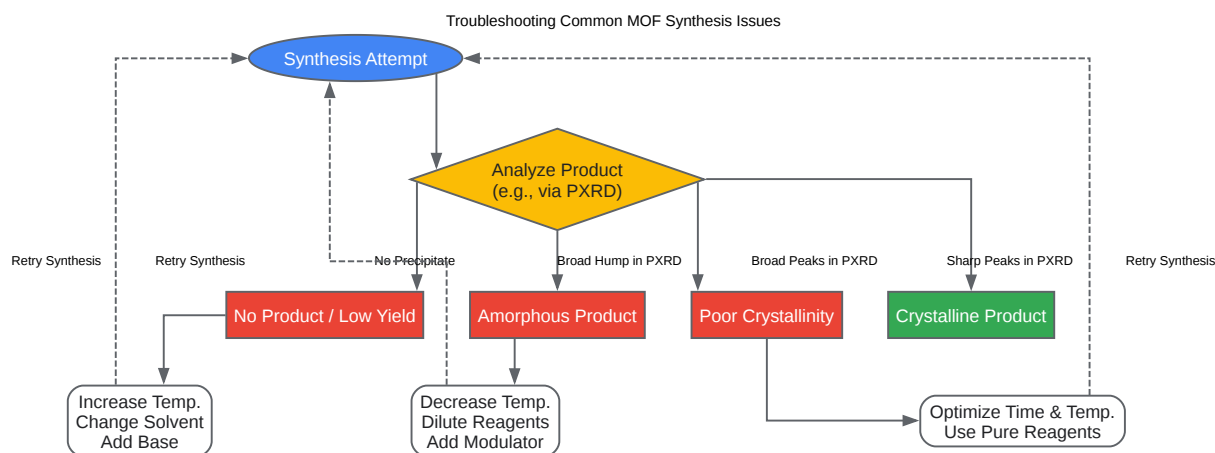 Troubleshooting Common MOF Synthesis Issues
Synthesis Attempt
Analyze Product
(e.g., via PXRD)
Retry Synthesis
Retry Synthesis
No Precipitate
Broad Hump in PXRD
Broad Peaks in PXRD
Sharp Peaks in PXRD
Retry Synthesis
No Product / Low Yield
Amorphous Product
Poor Crystallinity
Crystalline Product
Increase Temp.
Change Solvent
Add Base
Decrease Temp.
Dilute Reagents
Add Modulator
Optimize Time & Temp.
Use Pure Reagents